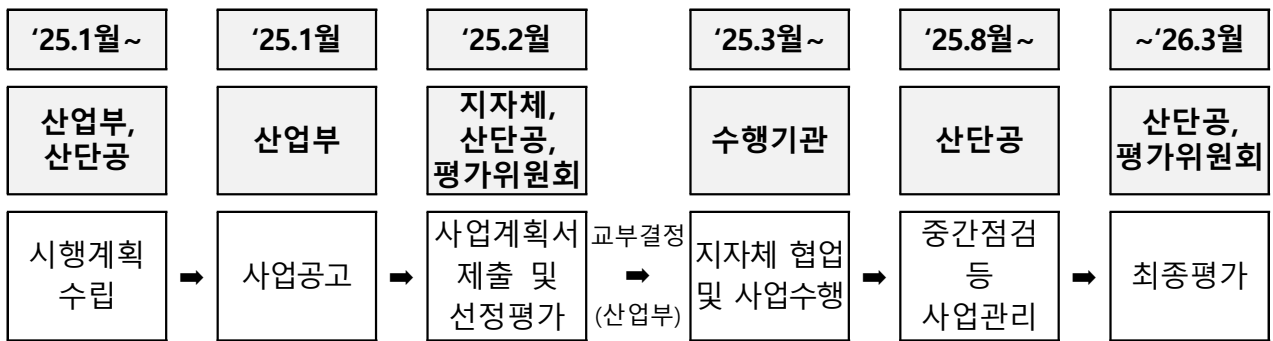 ‘25.1월~
‘25.1월
‘25.2월
‘25.3월~
‘25.8월~
~‘26.3월
산업부,
산단공
산업부
지자체,
산단공,
평가위원회
수행기관
산단공
산단공,
평가위원회
시행계획
수립
➡
사업공고
➡
사업계획서
제출 및
선정평가
교부결정
➡
(산업부)
지자체 협업
및 사업수행
➡
중간점검
등
사업관리
➡
최종평가